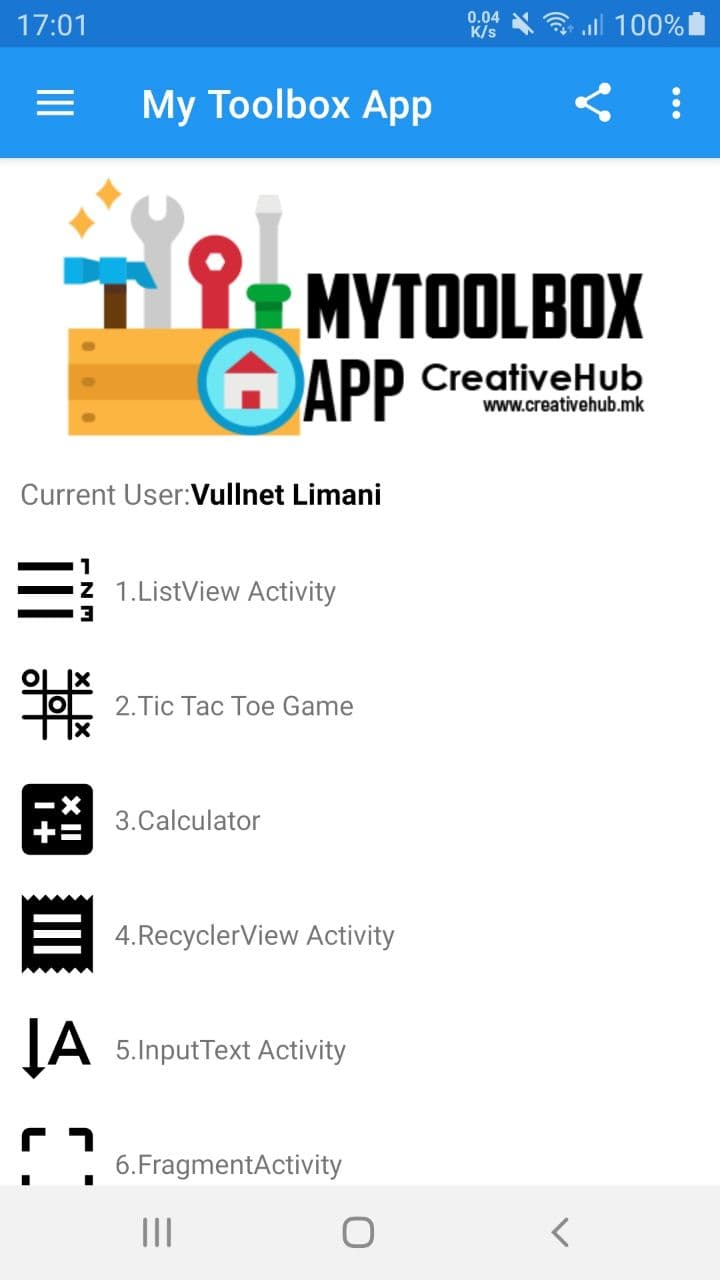 17:01
0.04
K/s
100%
My Toolbox App
MYTOOLBOX
APP CreativeHub
www.creativehub.mk
Current User:Vullnet Limani
1
2
3
1.ListView Activity
2.Tic Tac Toe Game
3.Calculator
4.RecyclerView Activity
A
5.InputText Activity
6.FragmentActivity